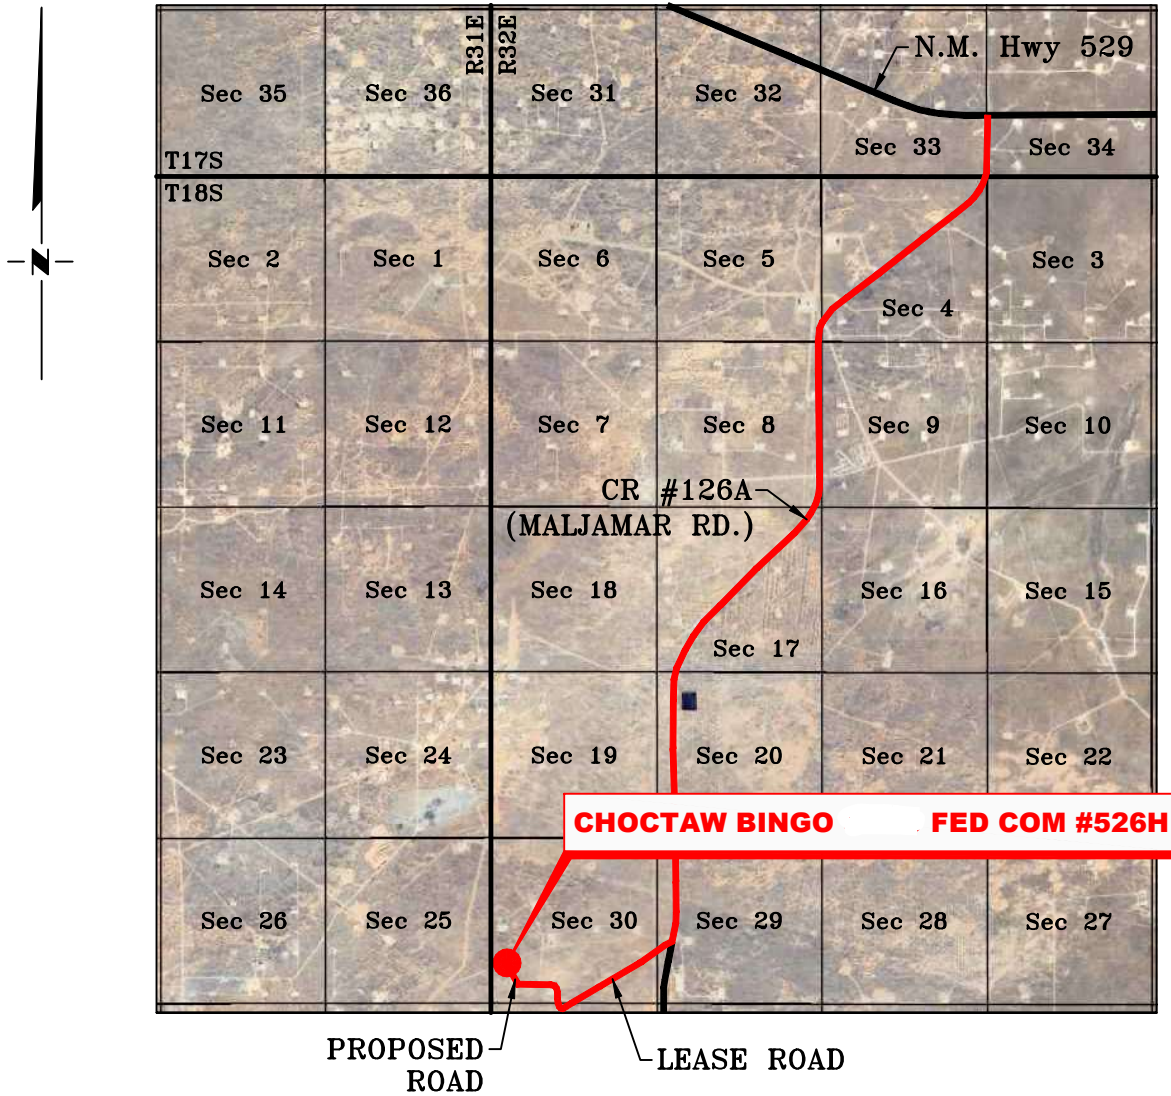 R31E
R32E
N.M. Hwy 529
Sec 35
Sec 36
Sec 31
Sec 32
Sec 33
Sec 34
T17S
T18S
Sec 2
Sec 1
Sec 6
Sec 5
Sec 4
Sec 3
N
Sec 11
Sec 12
Sec 7
Sec 8
Sec 9
Sec 10
CR #126A
(MALJAMAR RD.)
Sec 14
Sec 13
Sec 18
Sec 17
Sec 16
Sec 15
Sec 23
Sec 24
Sec 19
Sec 20
Sec 21
Sec 22
CHOCTAW BINGO FED COM #526H
Sec 26
Sec 25
Sec 30
Sec 29
Sec 28
Sec 27
PROPOSED
ROAD
LEASE ROAD